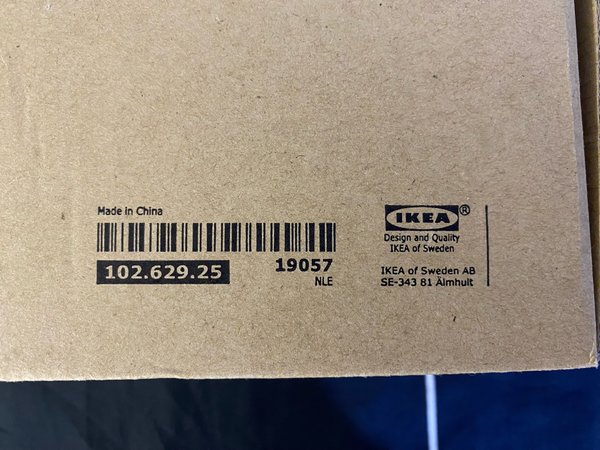 Made in China
102.629.25
19057
NLE
IKEA®
Design and Quality
IKEA of Sweden
IKEA of Sweden AB
SE-343 81 Älmhult